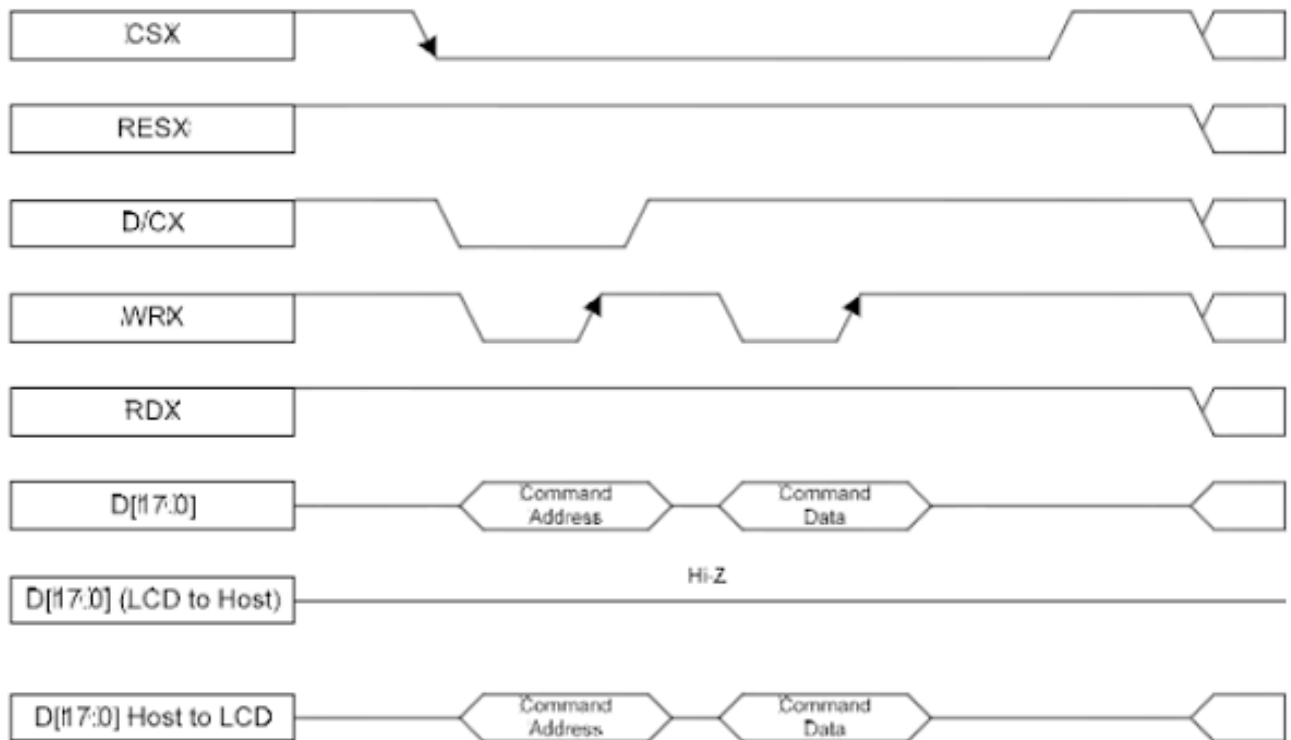 CSX
RESX
D/CX
WRX
RDX
D[17:0]
Command
Address
Command
Data
D[17:0] (LCD to Host)
Hi-Z
D[17:0] Host to LCD
Command
Address
Command
Data